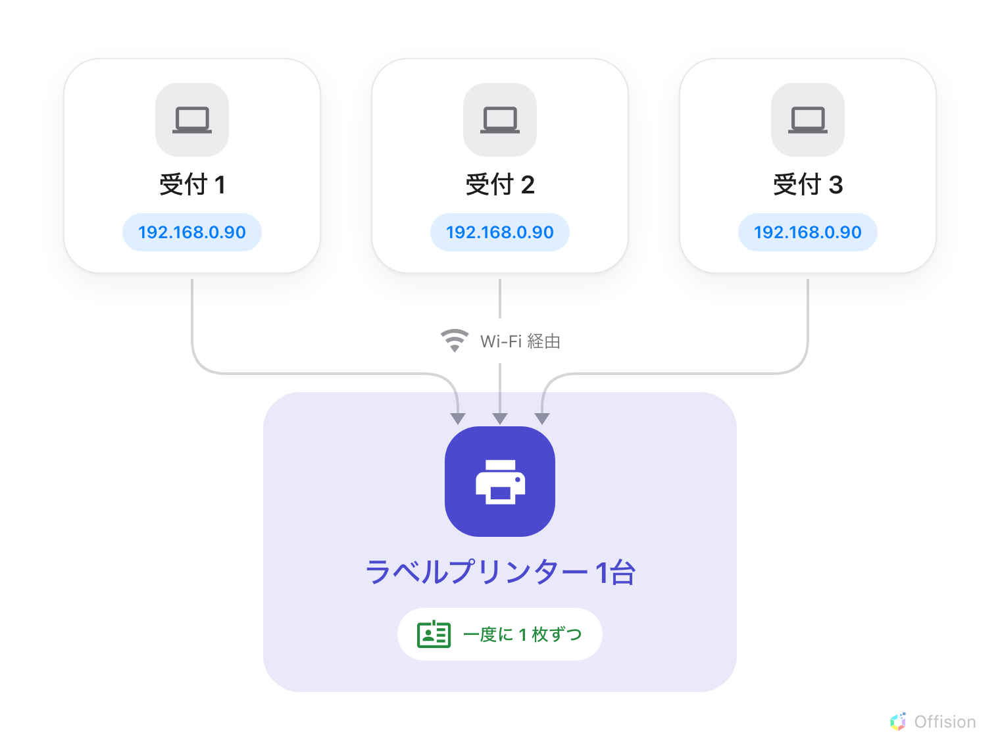 受付 1
192.168.0.90
受付 2
192.168.0.90
受付 3
192.168.0.90
Wi-Fi 経由
ラベルプリンター 1台
一度に 1 枚ずつ
Offision